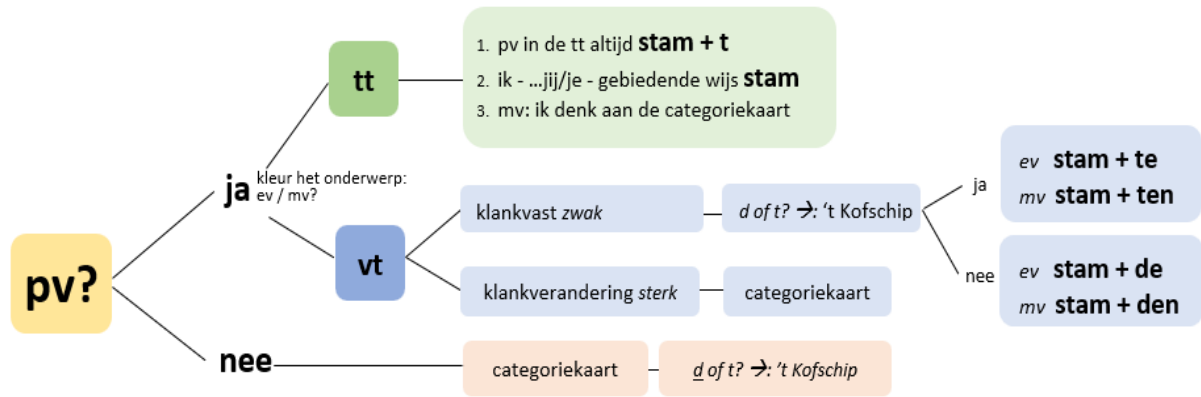 pv?
ja
kleur het onderwerp:
ev / mv?
tt
1. pv in de tt altijd stam + t
2. ik - ...jij/je - gebiedende wijs stam
3. mv: ik denk aan de categoriekaart
vt
klankvast zwak
d of t? →: ‘t Kofschip
ja
ev stam + te
mv stam + ten
nee
ev stam + de
mv stam + den
klankverandering sterk
categoriekaart
nee
categoriekaart
d of t? →: ‘t Kofschip